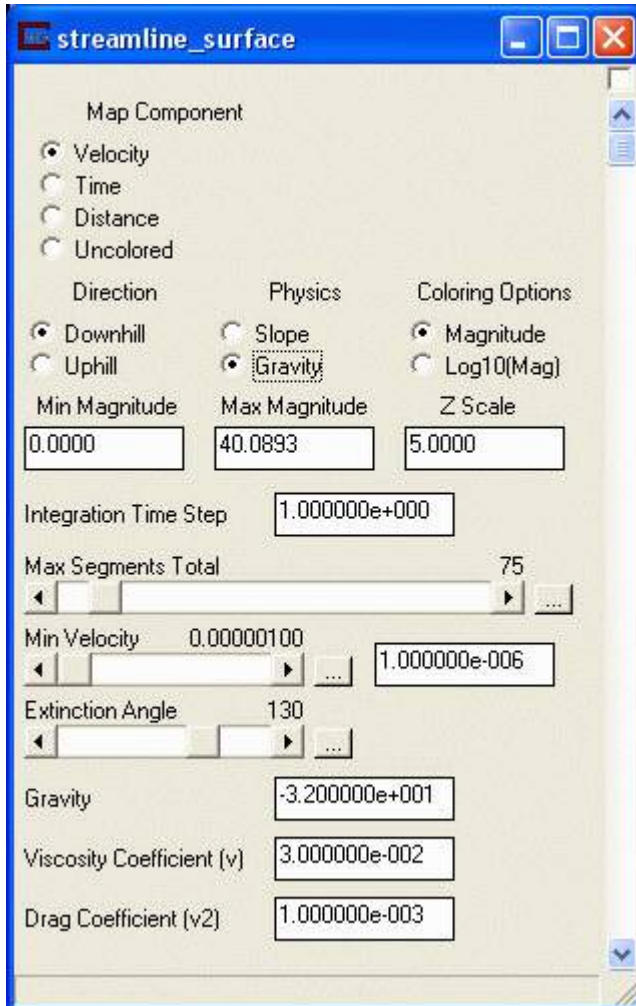 streamline_surface
Map Component
Velocity
Time
Distance
Uncolored
Direction Physics Coloring Options
Downhill Slope Magnitude
Uphill Gravity Log10(Mag)
Min Magnitude Max Magnitude Z Scale
0.0000 40.0893 5.0000
Integration Time Step 1.000000e+000
Max Segments Total 75
...
Min Velocity 0.00000100
... 1.000000e-006
Extinction Angle 130
...
Gravity -3.200000e+001
Viscosity Coefficient (v) 3.000000e-002
Drag Coefficient (v2) 1.000000e-003